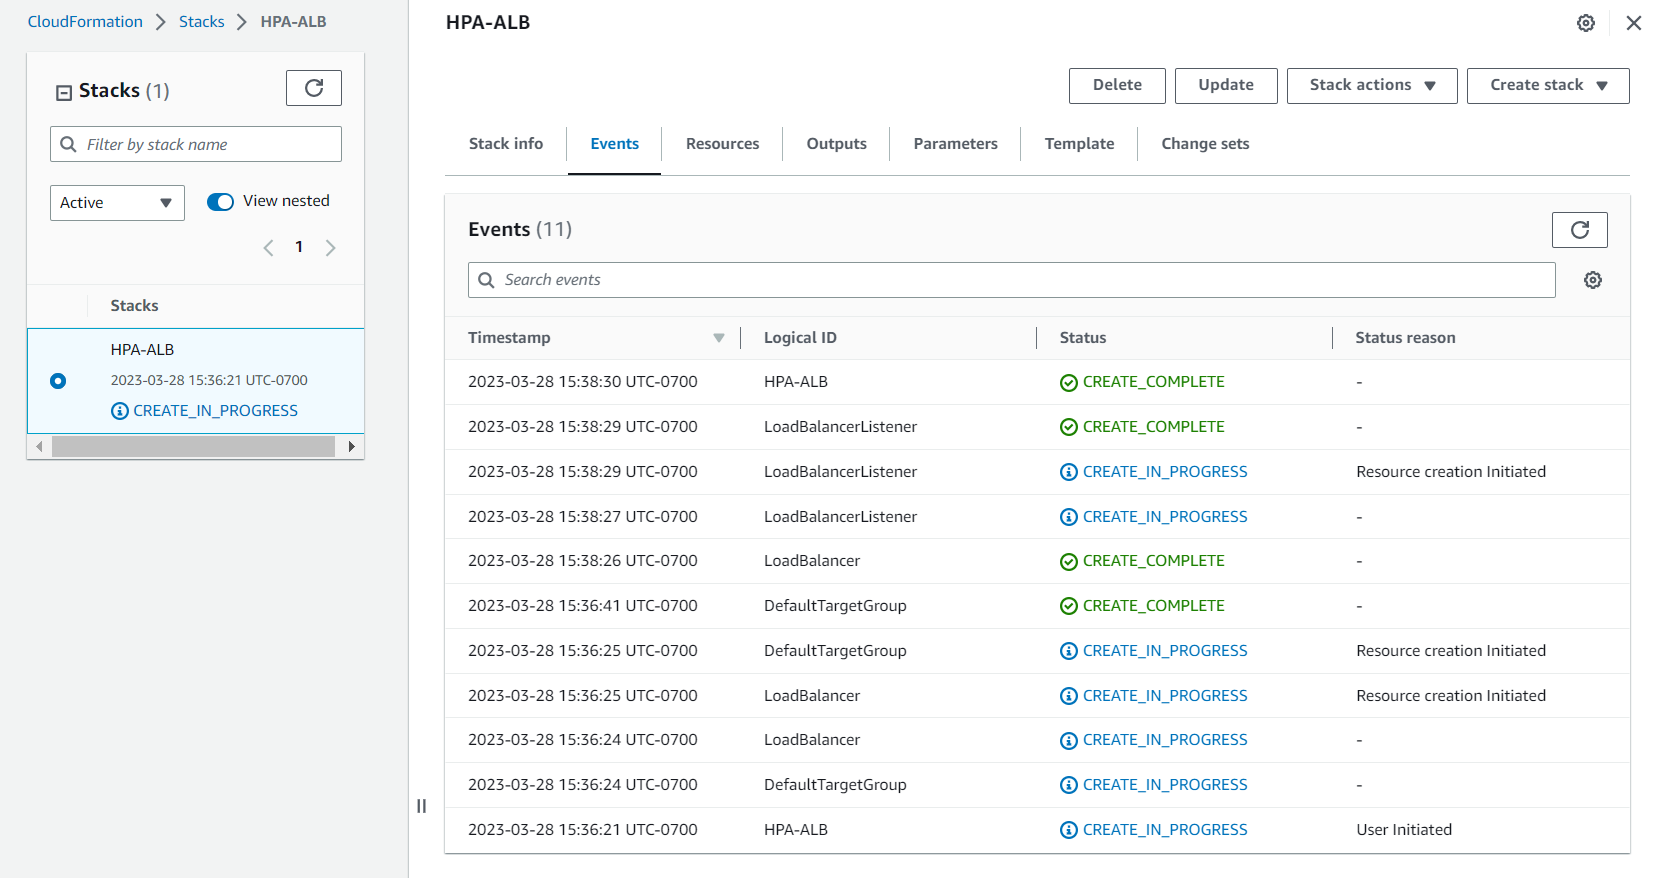 CloudFormation > Stacks > HPA-ALB
Stacks (1)
Filter by stack name
Active
View nested
1
Stacks
HPA-ALB
2023-03-28 15:36:21 UTC-0700
CREATE_IN_PROGRESS
HPA-ALB
Delete Update Stack actions Create stack
Stack info Events Resources Outputs Parameters Template Change sets
Events (11)
Search events
Timestamp Logical ID Status Status reason
2023-03-28 15:38:30 UTC-0700 HPA-ALB CREATE_COMPLETE -
2023-03-28 15:38:29 UTC-0700 LoadBalancerListener CREATE_COMPLETE -
2023-03-28 15:38:29 UTC-0700 LoadBalancerListener CREATE_IN_PROGRESS Resource creation Initiated
2023-03-28 15:38:27 UTC-0700 LoadBalancerListener CREATE_IN_PROGRESS -
2023-03-28 15:38:26 UTC-0700 LoadBalancer CREATE_COMPLETE -
2023-03-28 15:36:41 UTC-0700 DefaultTargetGroup CREATE_COMPLETE -
2023-03-28 15:36:25 UTC-0700 DefaultTargetGroup CREATE_IN_PROGRESS Resource creation Initiated
2023-03-28 15:36:25 UTC-0700 LoadBalancer CREATE_IN_PROGRESS Resource creation Initiated
2023-03-28 15:36:24 UTC-0700 LoadBalancer CREATE_IN_PROGRESS -
2023-03-28 15:36:24 UTC-0700 DefaultTargetGroup CREATE_IN_PROGRESS -
2023-03-28 15:36:21 UTC-0700 HPA-ALB CREATE_IN_PROGRESS User Initiated